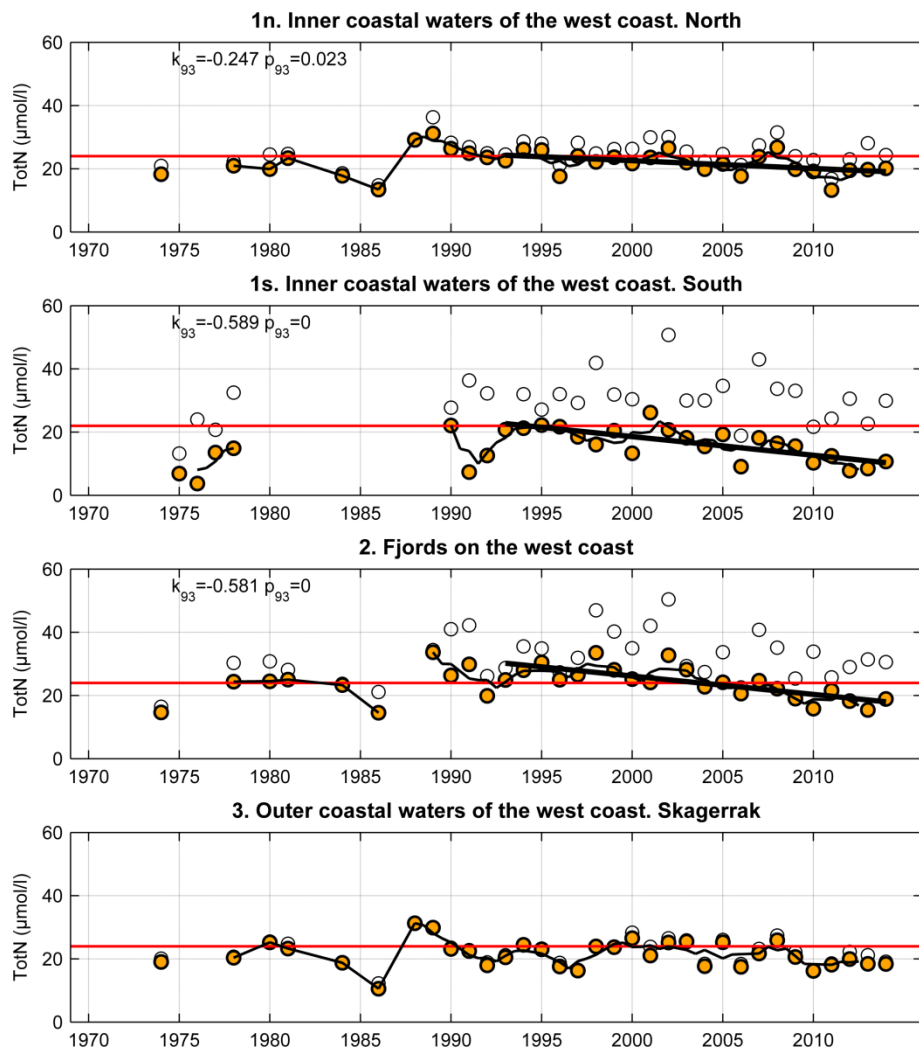 1n. Inner coastal waters of the west coast. North
k93=-0.247 p93=0.023
TotN (µmol/l)
60
40
20
0
1970 1975 1980 1985 1990 1995 2000 2005 2010
1s. Inner coastal waters of the west coast. South
k93=-0.589 p93=0
TotN (µmol/l)
60
40
20
0
1970 1975 1980 1985 1990 1995 2000 2005 2010
2. Fjords on the west coast
k93=-0.581 p93=0
TotN (µmol/l)
60
40
20
0
1970 1975 1980 1985 1990 1995 2000 2005 2010
3. Outer coastal waters of the west coast. Skagerrak
TotN (µmol/l)
60
40
20
0
1970 1975 1980 1985 1990 1995 2000 2005 2010